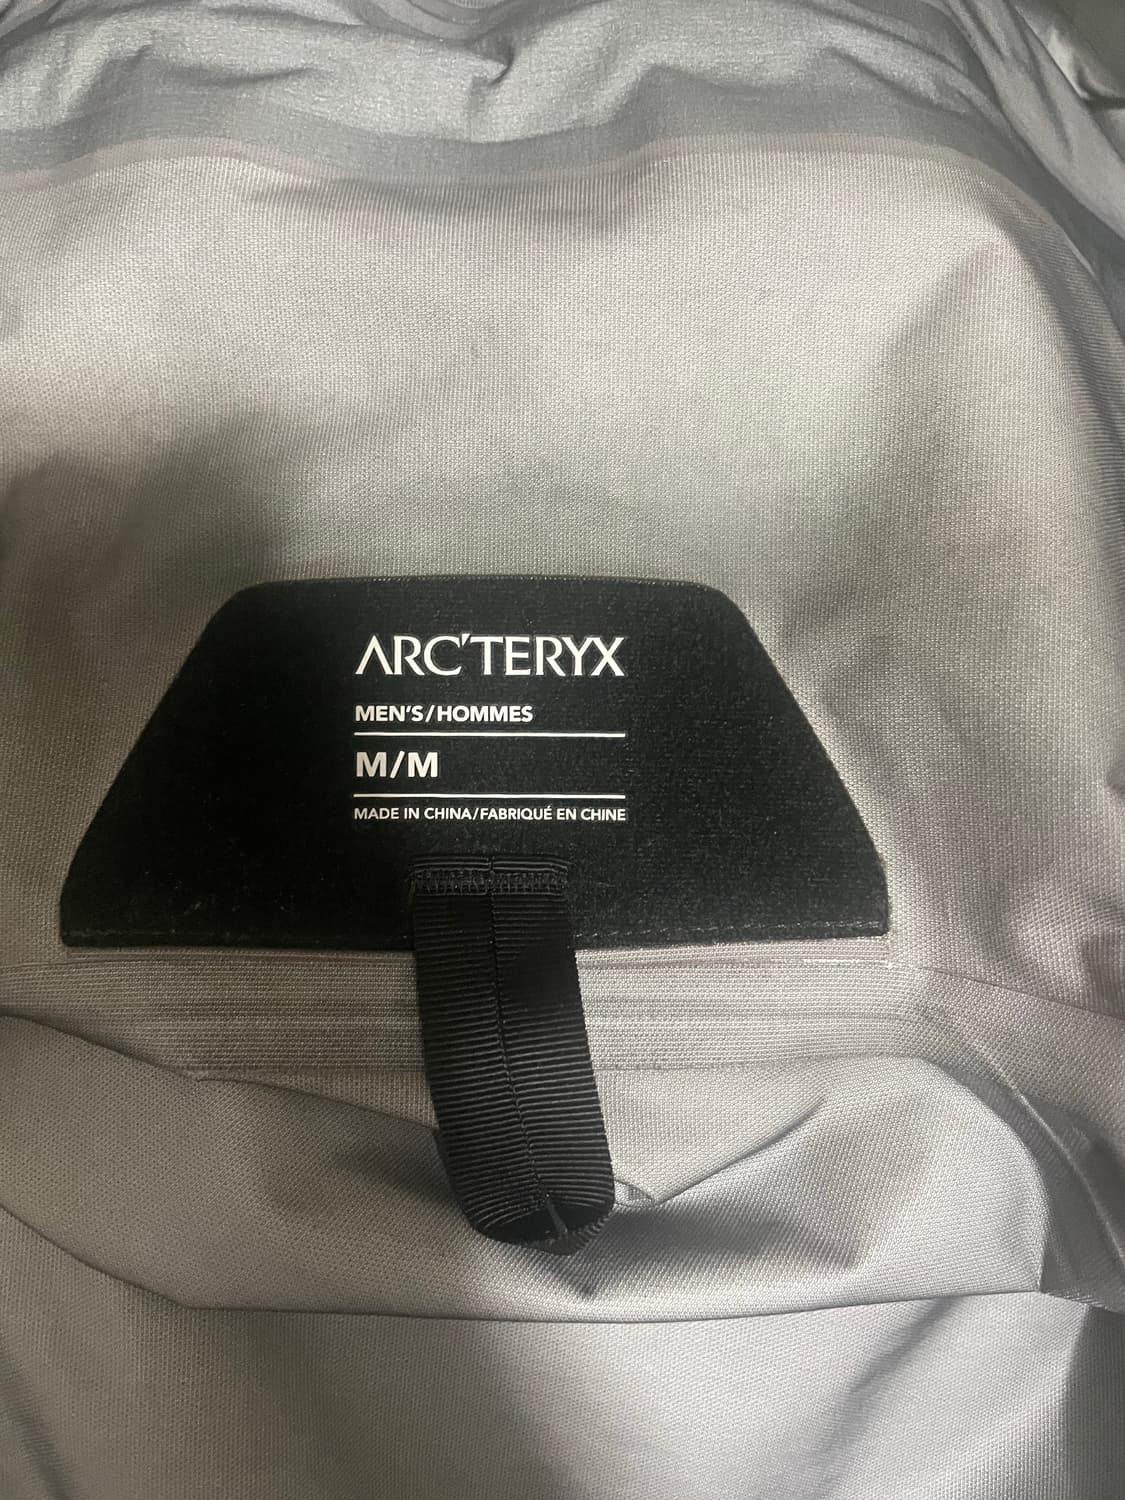 ARC'TERYX
MEN'S/HOMMES
M/M
MADE IN CHINA/FABRIQUÉ EN CHINE